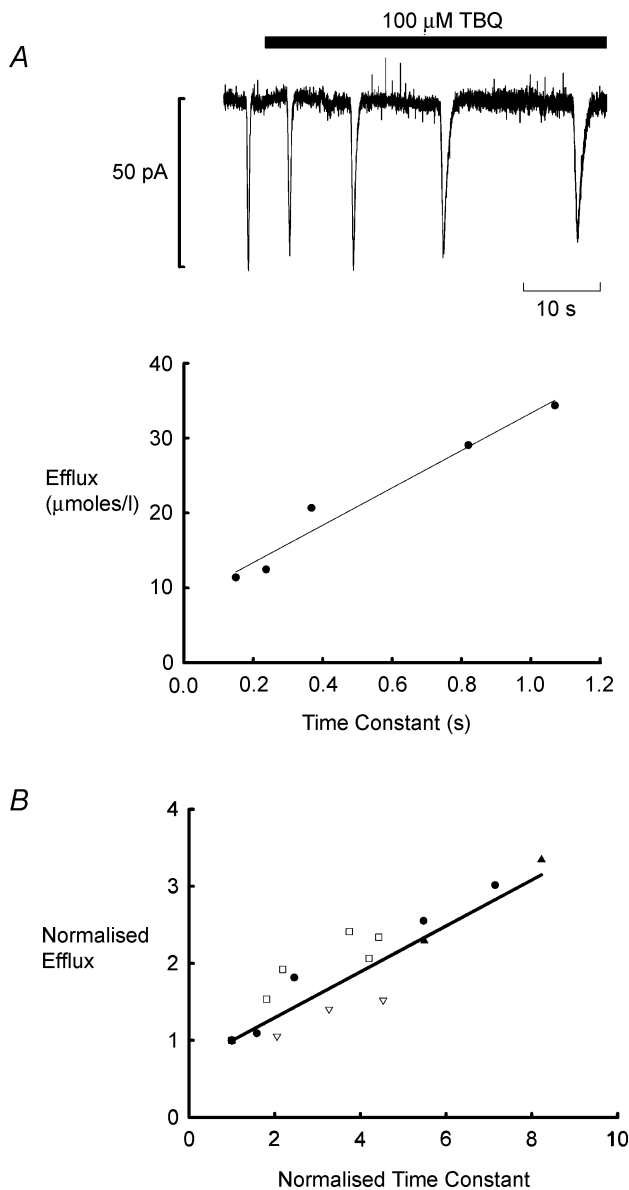 100 μM TBQ
A
50 pA
10 s
40
30
20
10
0
Efflux
(μmoles/l)
0.0 0.2 0.4 0.6 0.8 1.0 1.2
Time Constant (s)
B
4
3
2
1
0
Normalised
Efflux
0 2 4 6 8 10
Normalised Time Constant